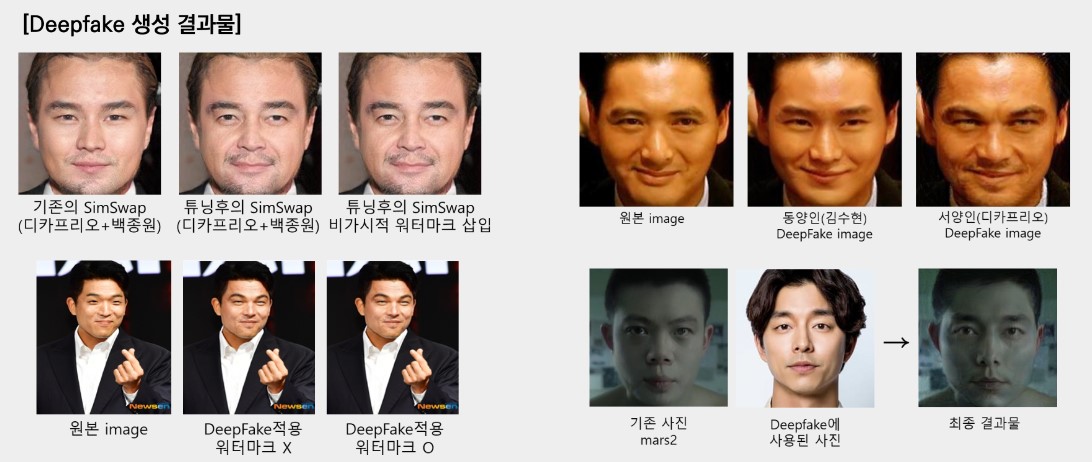 [Deepfake 생성 결과물]
기존의 SimSwap
(디카프리오+백종원)
튜닝후의 SimSwap
(디카프리오+백종원)
튜닝후의 SimSwap
비가시적 워터마크 삽입
원본 image
동양인(김수현)
DeepFake image
서양인(디카프리오)
DeepFake image
Newsen
Newsen
Newsen
원본 image
DeepFake적용
워터마크 X
DeepFake적용
워터마크 O
→
기존 사진
mars2
Deepfake에
사용된 사진
최종 결과물